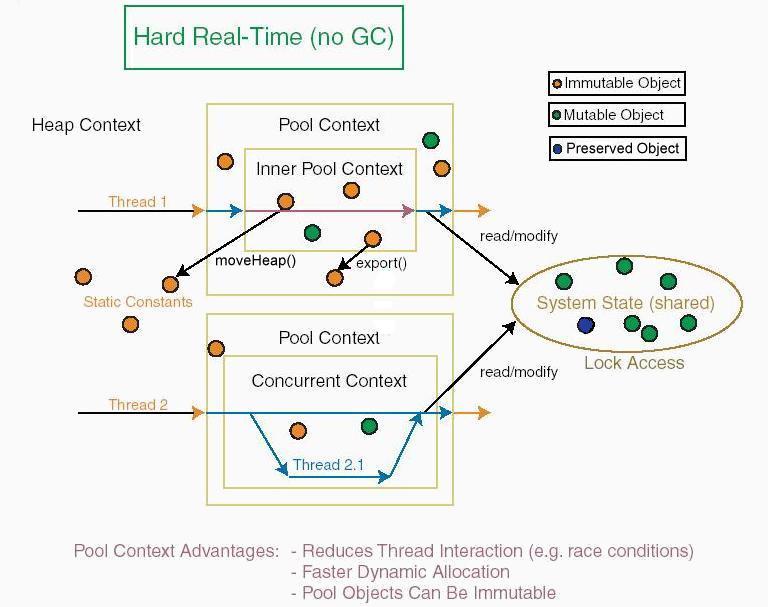 Hard Real-Time (no GC)
Immutable Object
Mutable Object
Preserved Object
Heap Context
Pool Context
Inner Pool Context
Thread 1
moveHeap()
export()
read/modify
Static Constants
System State (shared)
Lock Access
Pool Context
Concurrent Context
read/modify
Thread 2
Thread 2.1
Pool Context Advantages: - Reduces Thread Interaction (e.g. race conditions)
- Faster Dynamic Allocation
- Pool Objects Can Be Immutable